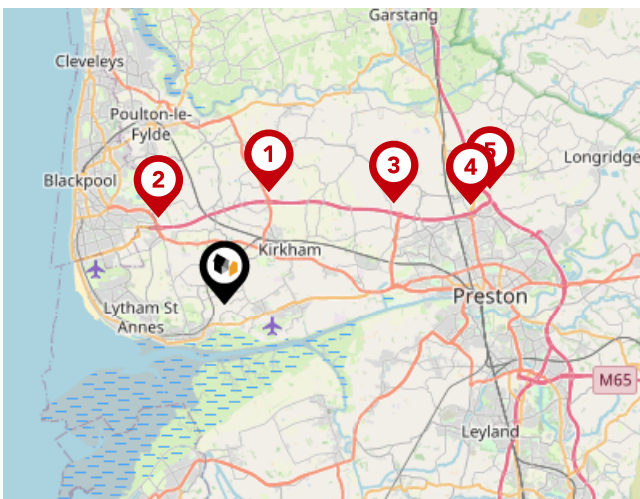 Garstang
Cleveleys
Poulton-le-
Fylde
1
5
3
4
Longridge
2
Blackpool
Kirkham
Preston
Lytham St
Annes
M65
Leyland